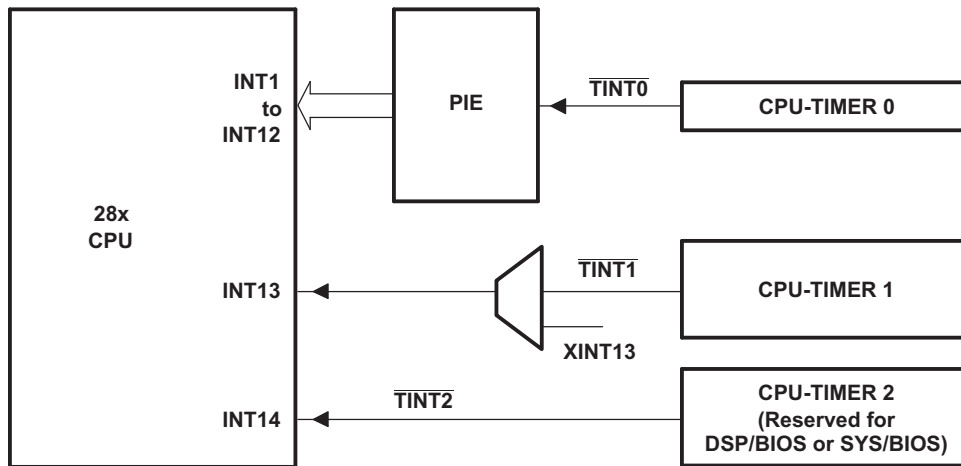 INT1
to
INT12
PIE
TINT0
CPU-TIMER 0
28x
CPU
INT13
TINT1
XINT13
CPU-TIMER 1
INT14
TINT2
CPU-TIMER 2
(Reserved for
DSP/BIOS or SYS/BIOS)